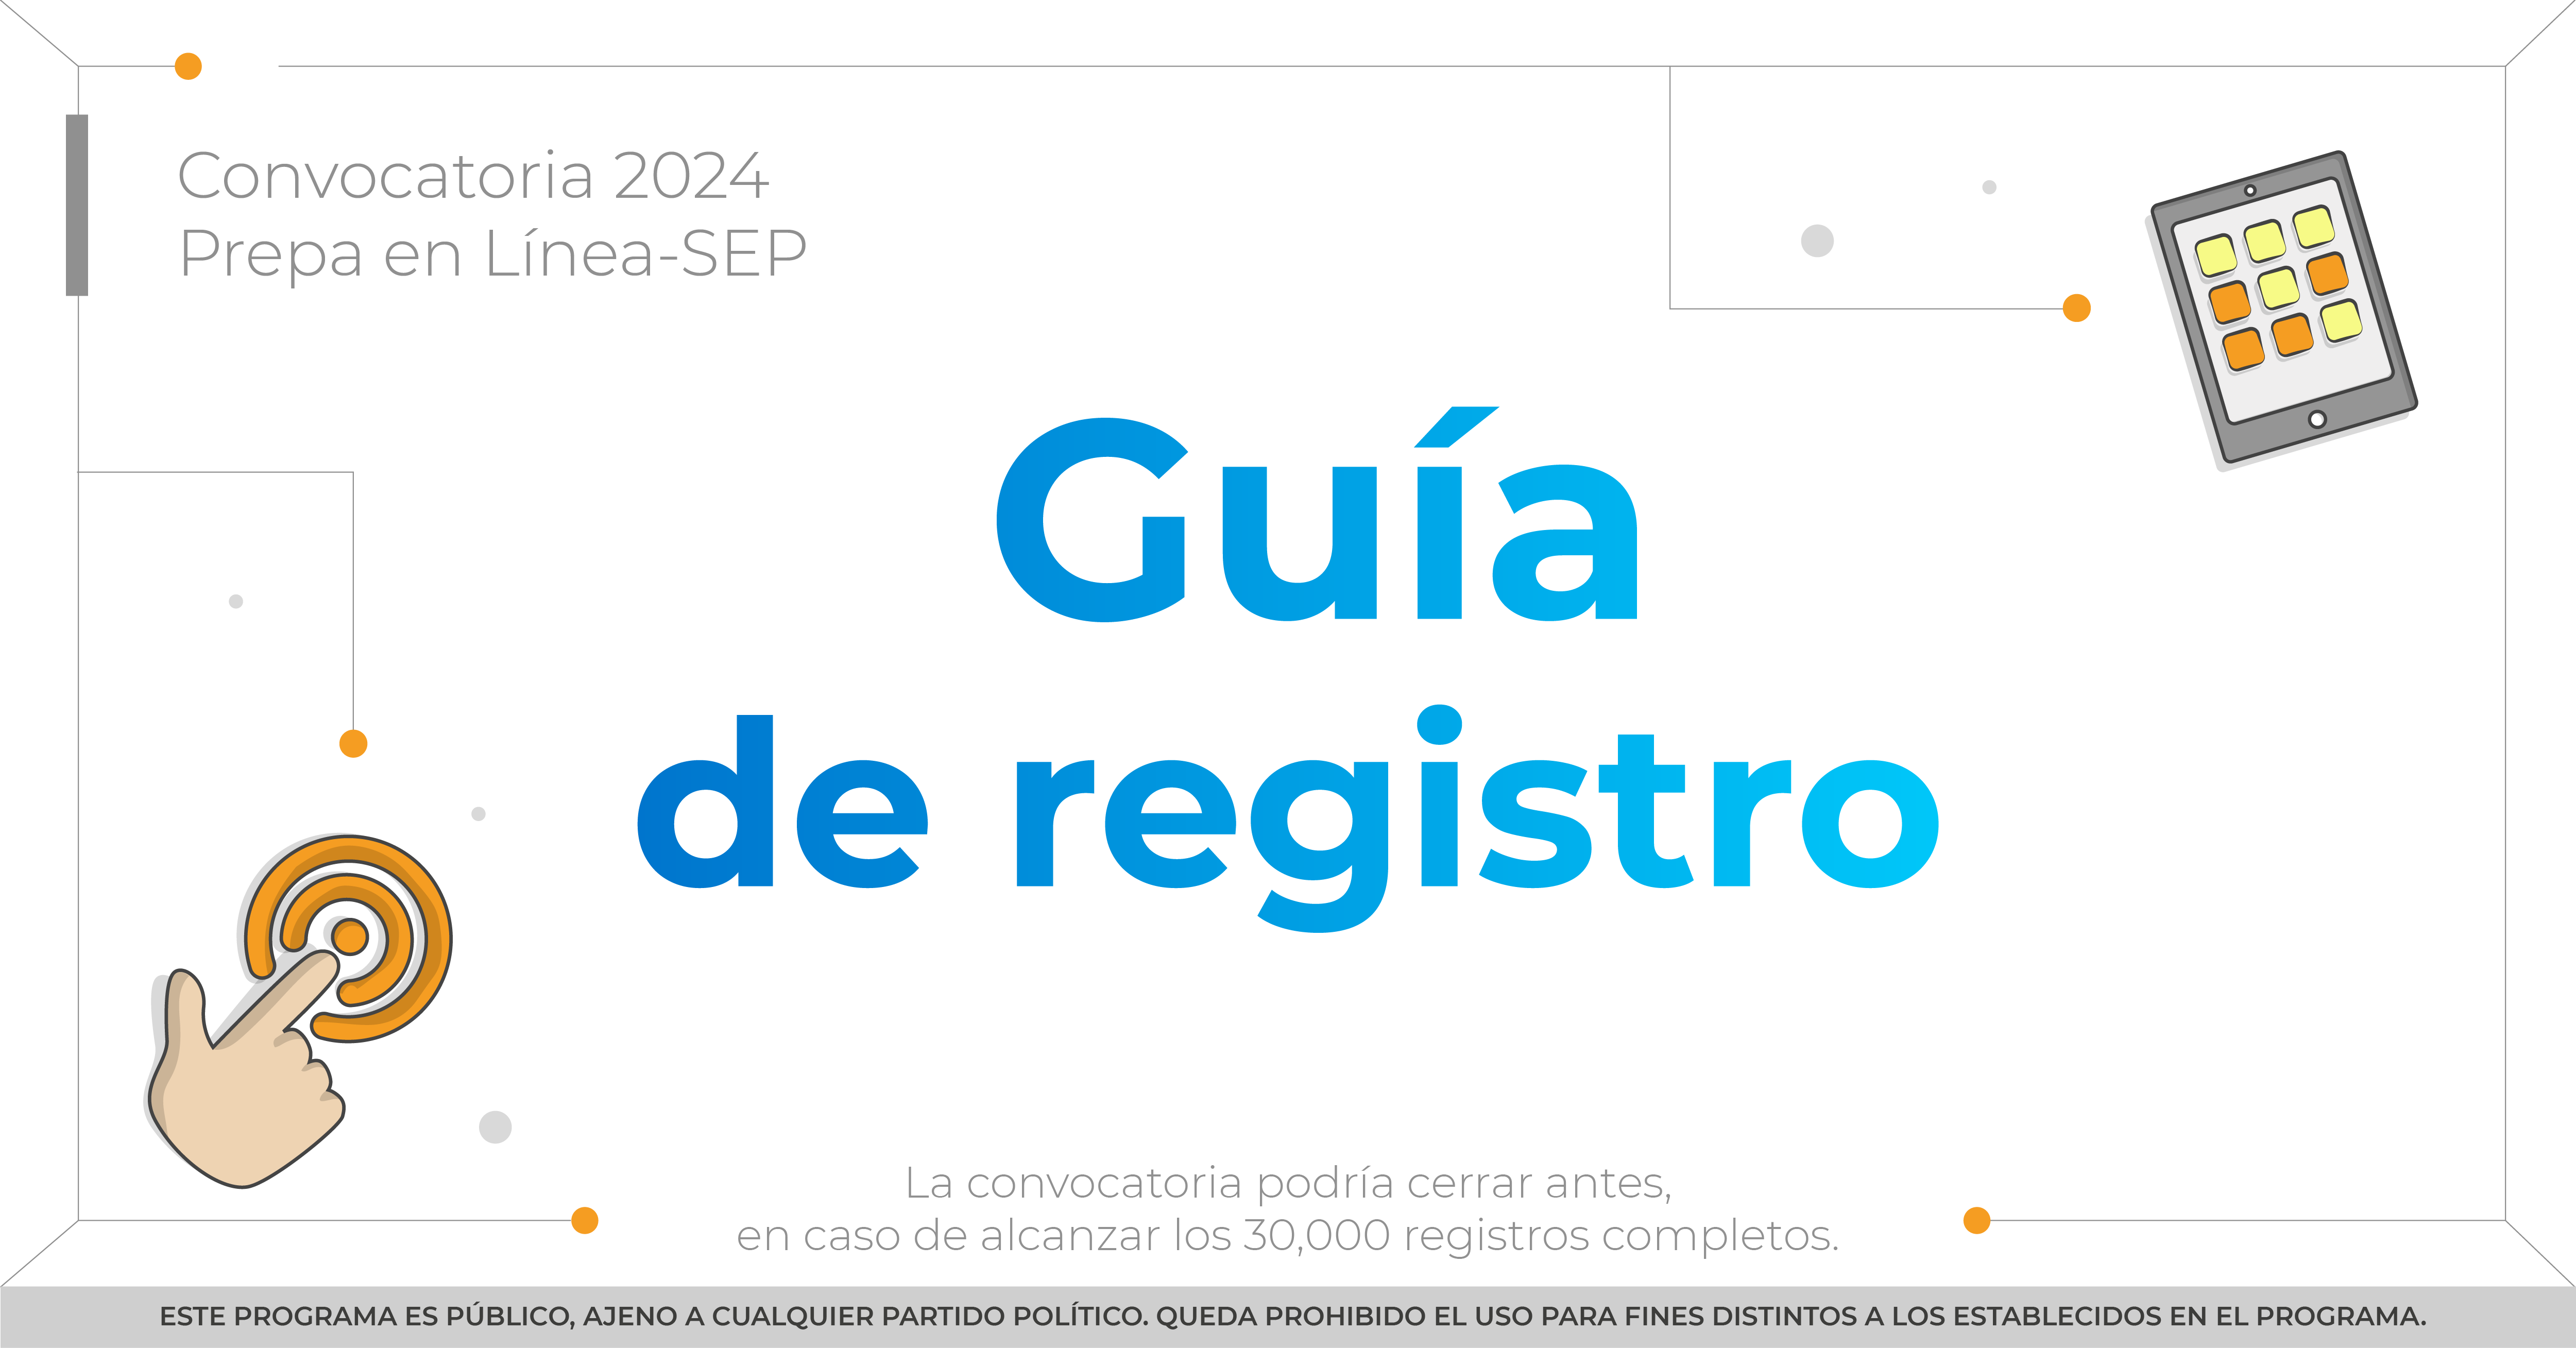 Convocatoria 2024
Prepa en Línea-SEP
Guía
de registro
La convocatoria podría cerrar antes,
en caso de alcanzar los 30,000 registros completos.
ESTE PROGRAMA ES PÚBLICO, AJENO A CUALQUIER PARTIDO POLÍTICO. QUEDA PROHIBIDO EL USO PARA FINES DISTINTOS A LOS ESTABLECIDOS EN EL PROGRAMA.